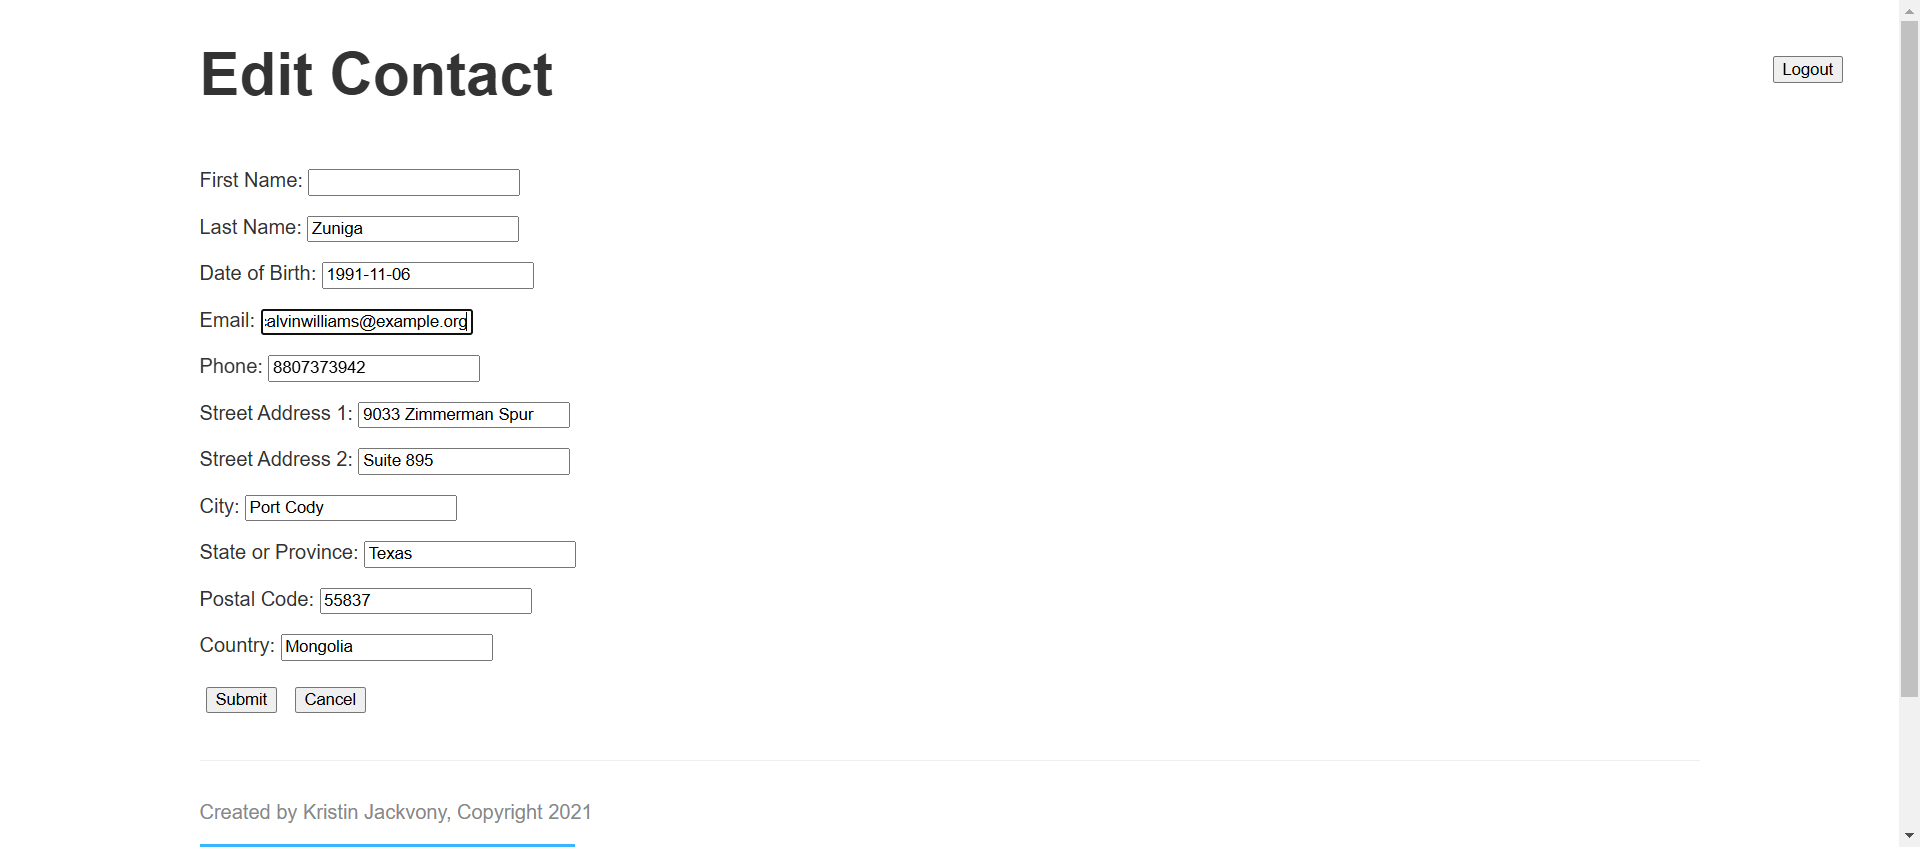 Edit Contact
Logout
First Name:
Last Name: Zuniga
Date of Birth: 1991-11-06
Email: alvinwilliams@example.org
Phone: 8807373942
Street Address 1: 9033 Zimmerman Spur
Street Address 2: Suite 895
City: Port Cody
State or Province: Texas
Postal Code: 55837
Country: Mongolia
Submit Cancel
Created by Kristin Jackvony, Copyright 2021